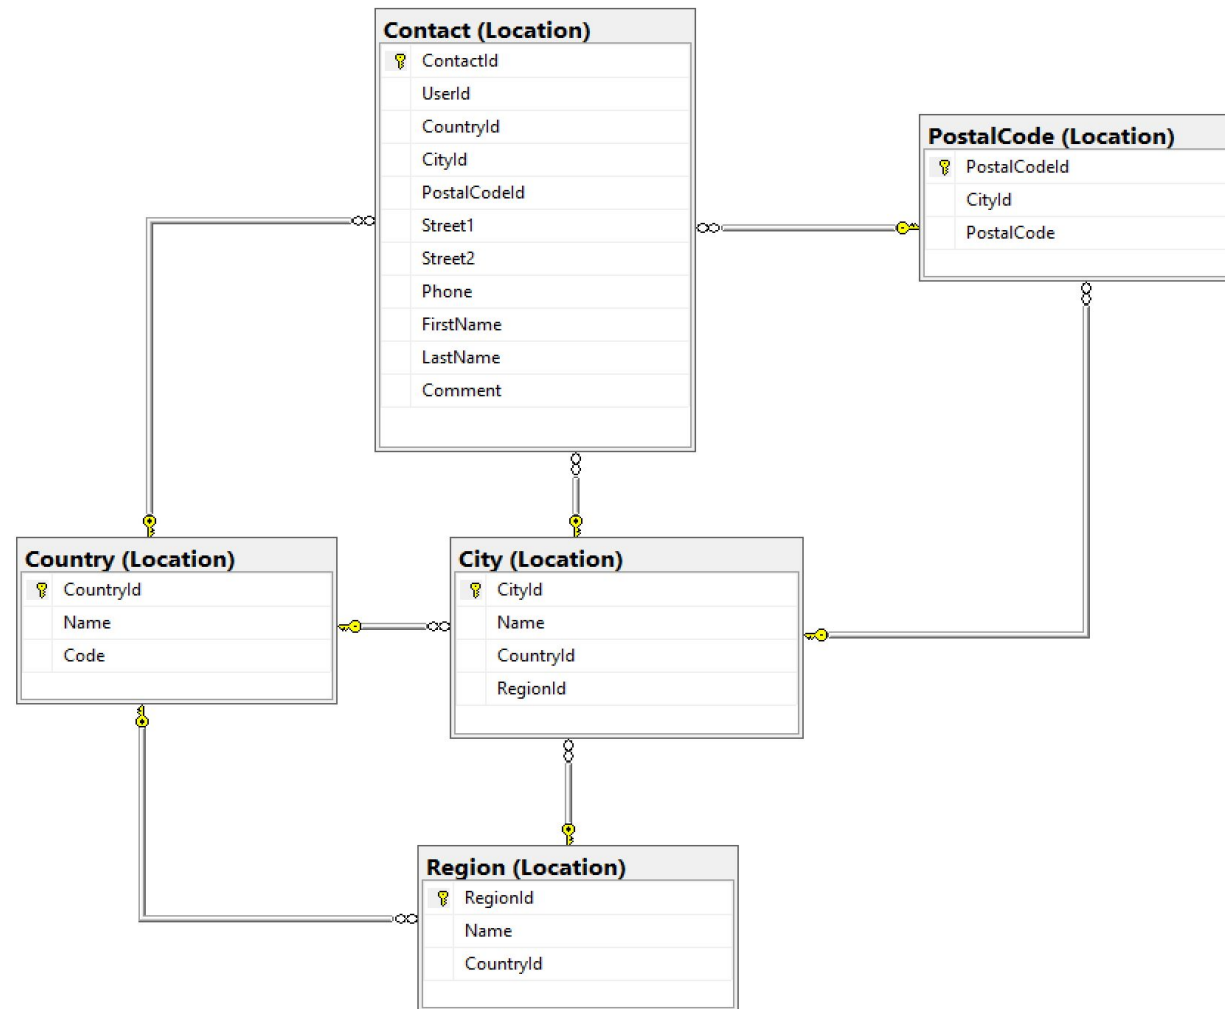 Contact (Location)
ContactId
UserId
CountryId
CityId
PostalCodeId
Street1
Street2
Phone
FirstName
LastName
Comment
PostalCode (Location)
PostalCodeId
CityId
PostalCode
Country (Location)
CountryId
Name
Code
City (Location)
CityId
Name
CountryId
RegionId
Region (Location)
RegionId
Name
CountryId